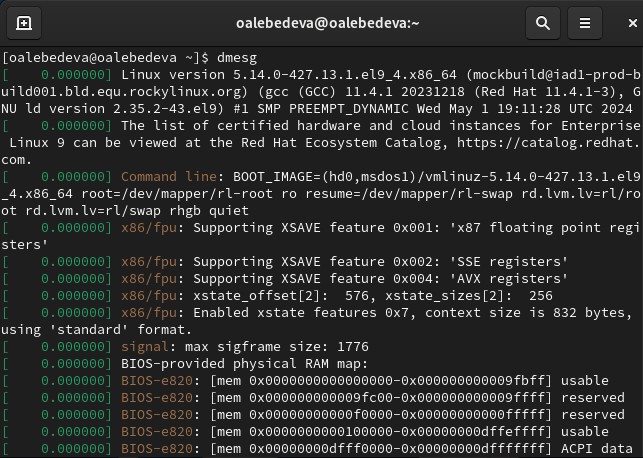 oalebedeva@oalebedeva:~
[oalebedeva@oalebedeva ~]$ dmesg
[    0.000000] Linux version 5.14.0-427.13.1.el9_4.x86_64 (mockbuild@iad1-prod-b
uild001.bld.equ.rockylinux.org) (gcc (GCC) 11.4.1 20231218 (Red Hat 11.4.1-3), G
NU ld version 2.35.2-43.el9) #1 SMP PREEMPT_DYNAMIC Wed May 1 19:11:28 UTC 2024
[    0.000000] The list of certified hardware and cloud instances for Enterprise
 Linux 9 can be viewed at the Red Hat Ecosystem Catalog, https://catalog.redhat.
com.
[    0.000000] Command line: BOOT_IMAGE=(hd0,msdos1)/vmlinuz-5.14.0-427.13.1.el9
_4.x86_64 root=/dev/mapper/rl-root ro resume=/dev/mapper/rl-swap rd.lvm.lv=rl/ro
ot rd.lvm.lv=rl/swap rhgb quiet
[    0.000000] x86/fpu: Supporting XSAVE feature 0x001: 'x87 floating point regi
sters'
[    0.000000] x86/fpu: Supporting XSAVE feature 0x002: 'SSE registers'
[    0.000000] x86/fpu: Supporting XSAVE feature 0x004: 'AVX registers'
[    0.000000] x86/fpu: xstate_offset[2]:  576, xstate_sizes[2]:  256
[    0.000000] x86/fpu: Enabled xstate features 0x7, context size is 832 bytes,
using 'standard' format.
[    0.000000] signal: max sigframe size: 1776
[    0.000000] BIOS-provided physical RAM map:
[    0.000000] BIOS-e820: [mem 0x0000000000000000-0x000000000009fbff] usable
[    0.000000] BIOS-e820: [mem 0x000000000009fc00-0x000000000009ffff] reserved
[    0.000000] BIOS-e820: [mem 0x00000000000f0000-0x00000000000fffff] reserved
[    0.000000] BIOS-e820: [mem 0x0000000000100000-0x00000000dffeffff] usable
[    0.000000] BIOS-e820: [mem 0x00000000dfff0000-0x00000000dfffffff] ACPI data